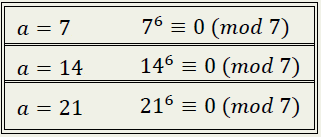 a = 7 7⁶ ≡ 0 (mod 7)
a = 14 14⁶ ≡ 0 (mod 7)
a = 21 21⁶ ≡ 0 (mod 7)